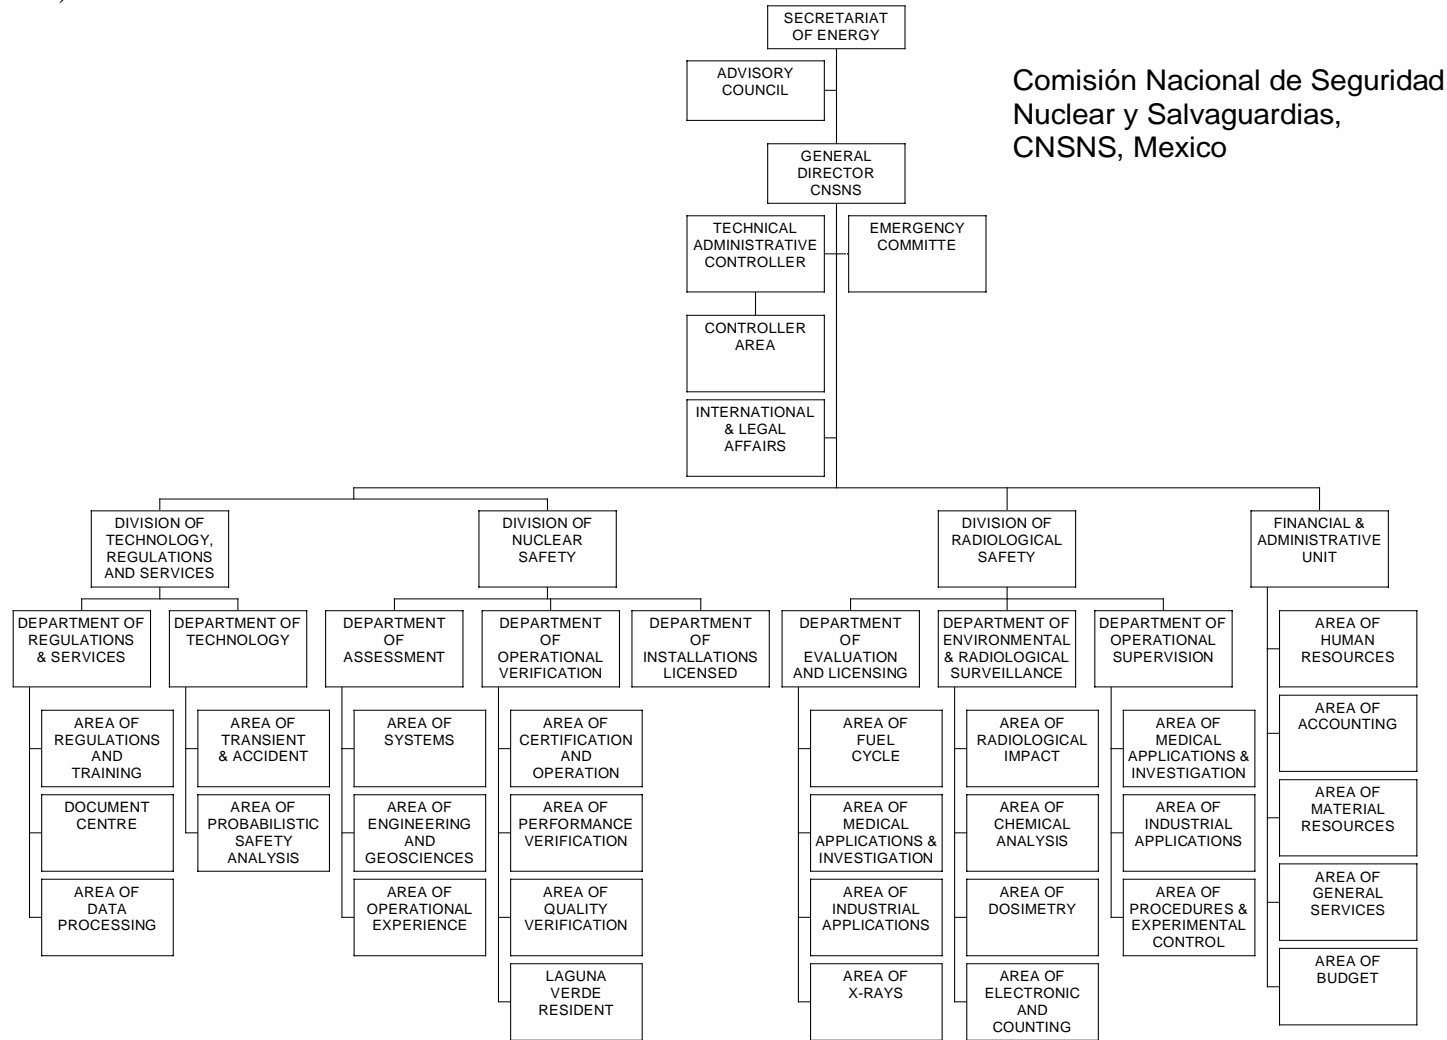 SECRETARIAT
OF ENERGY
ADVISORY
COUNCIL
Comisión Nacional de Seguridad
Nuclear y Salvaguardias,
CNSNS, Mexico
GENERAL
DIRECTOR
CNSNS
TECHNICAL
ADMINISTRATIVE
CONTROLLER
EMERGENCY
COMMITTE
CONTROLLER
AREA
INTERNATIONAL
& LEGAL
AFFAIRS
DIVISION OF
TECHNOLOGY,
REGULATIONS
AND SERVICES
DIVISION OF
NUCLEAR
SAFETY
DIVISION OF
RADIOLOGICAL
SAFETY
FINANCIAL &
ADMINISTRATIVE
UNIT
DEPARTMENT OF
REGULATIONS
& SERVICES
DEPARTMENT OF
TECHNOLOGY
DEPARTMENT
OF
ASSESSMENT
DEPARTMENT
OF
OPERATIONAL
VERIFICATION
DEPARTMENT
OF
INSTALLATIONS
LICENSED
DEPARTMENT
OF
EVALUATION
AND LICENSING
DEPARTMENT OF
ENVIRONMENTAL
& RADIOLOGICAL
SURVEILLANCE
DEPARTMENT OF
OPERATIONAL
SUPERVISION
AREA OF
HUMAN
RESOURCES
AREA OF
REGULATIONS
AND
TRAINING
AREA OF
TRANSIENT
& ACCIDENT
AREA OF
SYSTEMS
AREA OF
CERTIFICATION
AND
OPERATION
AREA OF
FUEL
CYCLE
AREA OF
RADIOLOGICAL
IMPACT
AREA OF
MEDICAL
APPLICATIONS &
INVESTIGATION
AREA OF
ACCOUNTING
DOCUMENT
CENTRE
AREA OF
PROBABILISTIC
SAFETY
ANALYSIS
AREA OF
ENGINEERING
AND
GEOSCIENCES
AREA OF
PERFORMANCE
VERIFICATION
AREA OF
MEDICAL
APPLICATIONS &
INVESTIGATION
AREA OF
CHEMICAL
ANALYSIS
AREA OF
INDUSTRIAL
APPLICATIONS
AREA OF
MATERIAL
RESOURCES
AREA OF
DATA
PROCESSING
AREA OF
OPERATIONAL
EXPERIENCE
AREA OF
QUALITY
VERIFICATION
AREA OF
INDUSTRIAL
APPLICATIONS
AREA OF
DOSIMETRY
AREA OF
PROCEDURES &
EXPERIMENTAL
CONTROL
AREA OF
GENERAL
SERVICES
LAGUNA
VERDE
RESIDENT
AREA OF
X-RAYS
AREA OF
ELECTRONIC
AND
COUNTING
AREA OF
BUDGET